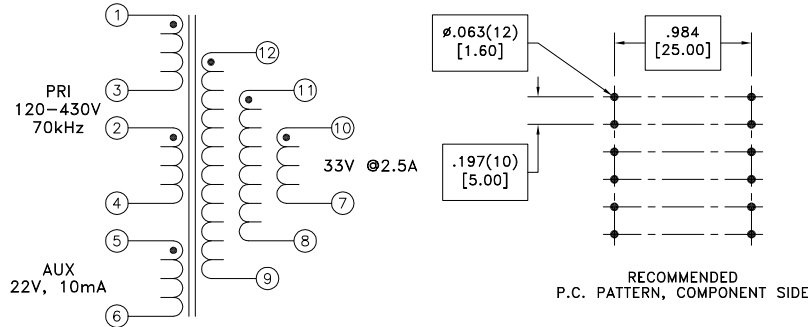 1
3
PRI
120-430V
70kHz
2
4
5
AUX
22V, 10mA
6
12
11
10
33V @2.5A
7
8
9
ø.063(12)
[1.60]
.984
[25.00]
.197(10)
[5.00]
RECOMMENDED
P.C. PATTERN, COMPONENT SIDE